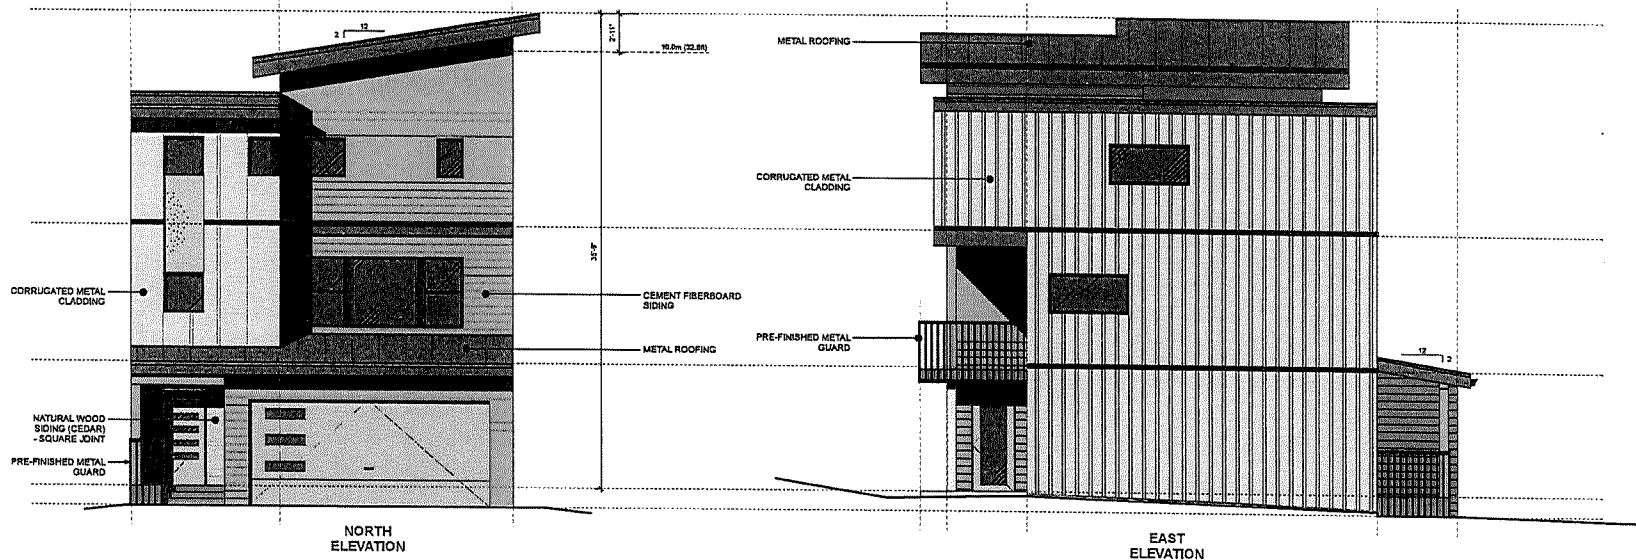 12
2
2'-11"
10.0m (32.8ft)
35'-9"
CORRUGATED METAL
CLADDING
CEMENT FIBERBOARD
SIDING
METAL ROOFING
NATURAL WOOD
SIDING (CEDAR)
- SQUARE JOINT
PRE-FINISHED METAL
GUARD
NORTH
ELEVATION
METAL ROOFING
CORRUGATED METAL
CLADDING
PRE-FINISHED METAL
GUARD
12
2
EAST
ELEVATION